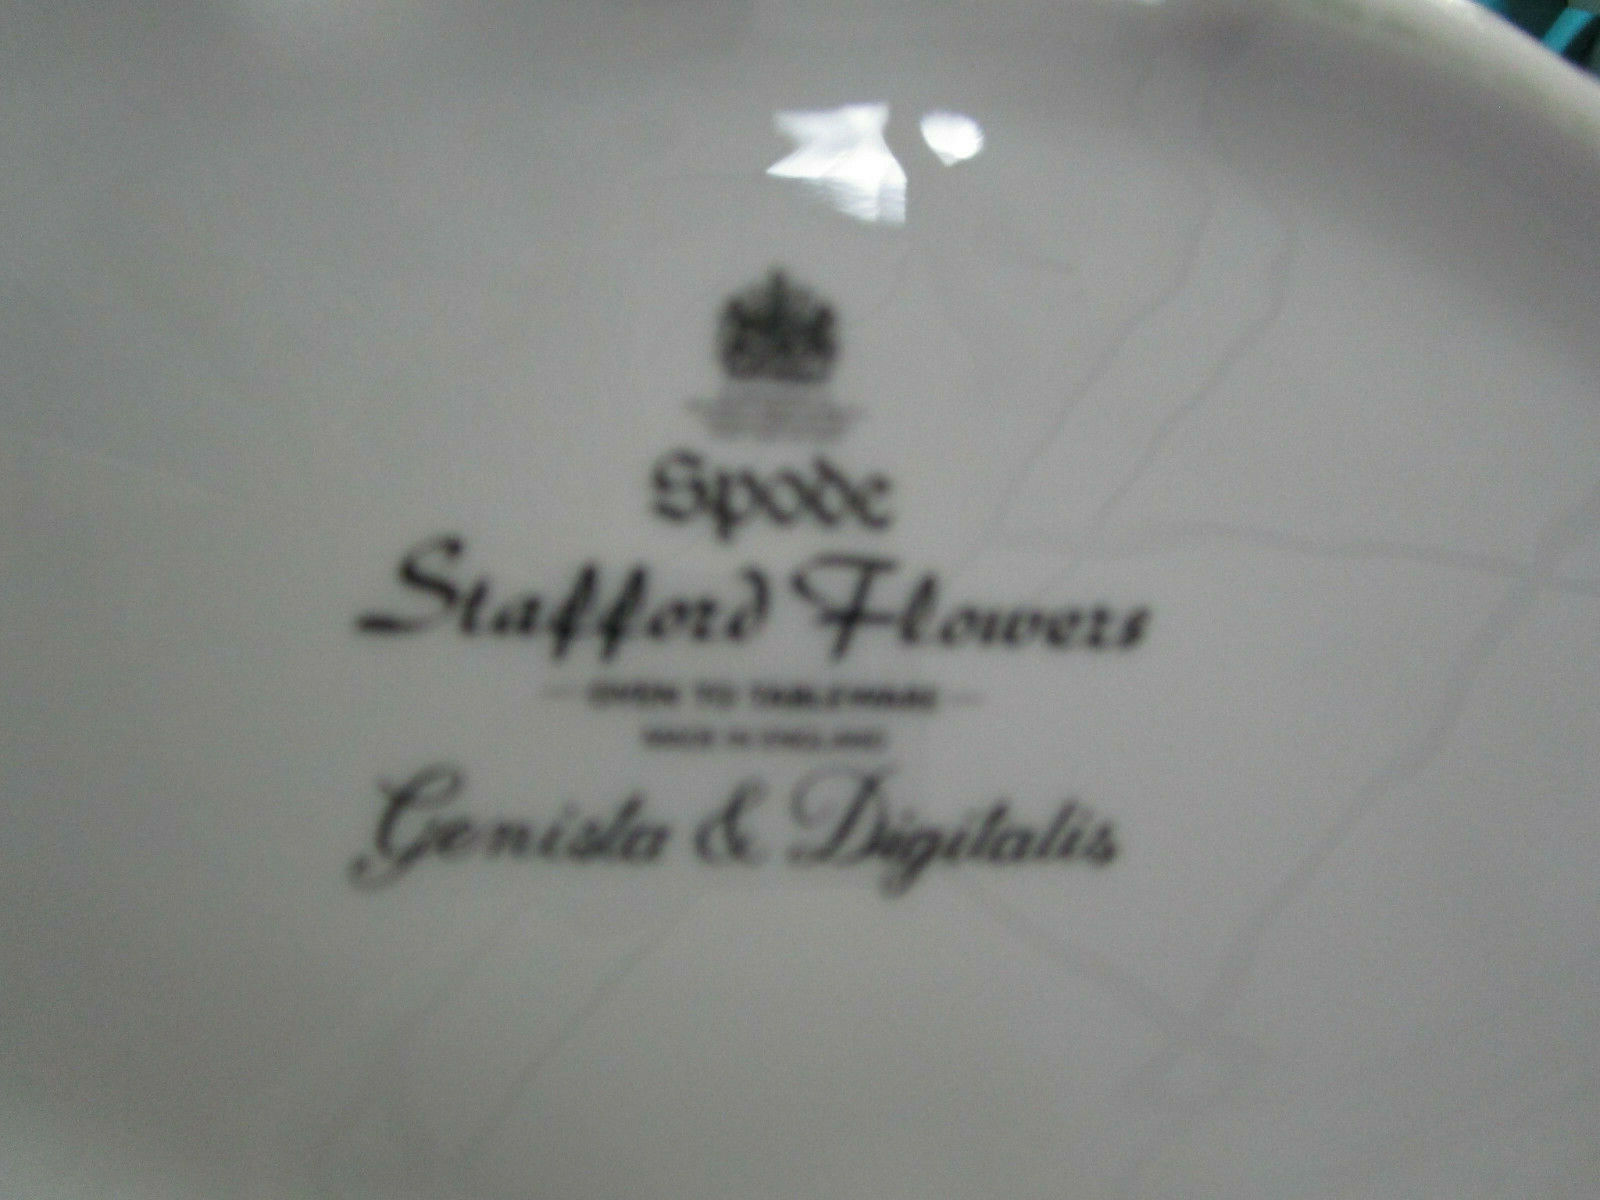 Spode
Stafford Flowers
OVEN TO TABLEWARE
MADE IN ENGLAND
Genista & Digitalis